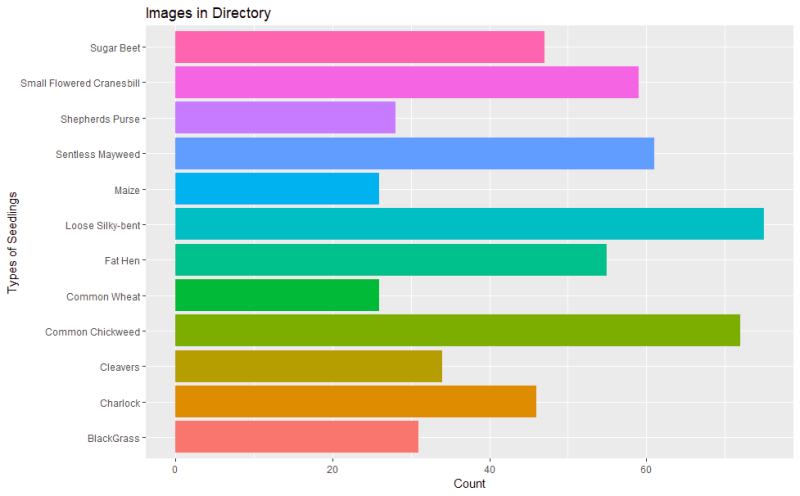 Images in Directory
Types of Seedlings
Sugar Beet
Small Flowered Cranesbill
Shepherds Purse
Sentless Mayweed
Maize
Loose Silky-bent
Fat Hen
Common Wheat
Common Chickweed
Cleavers
Charlock
BlackGrass
0 20 40 60
Count